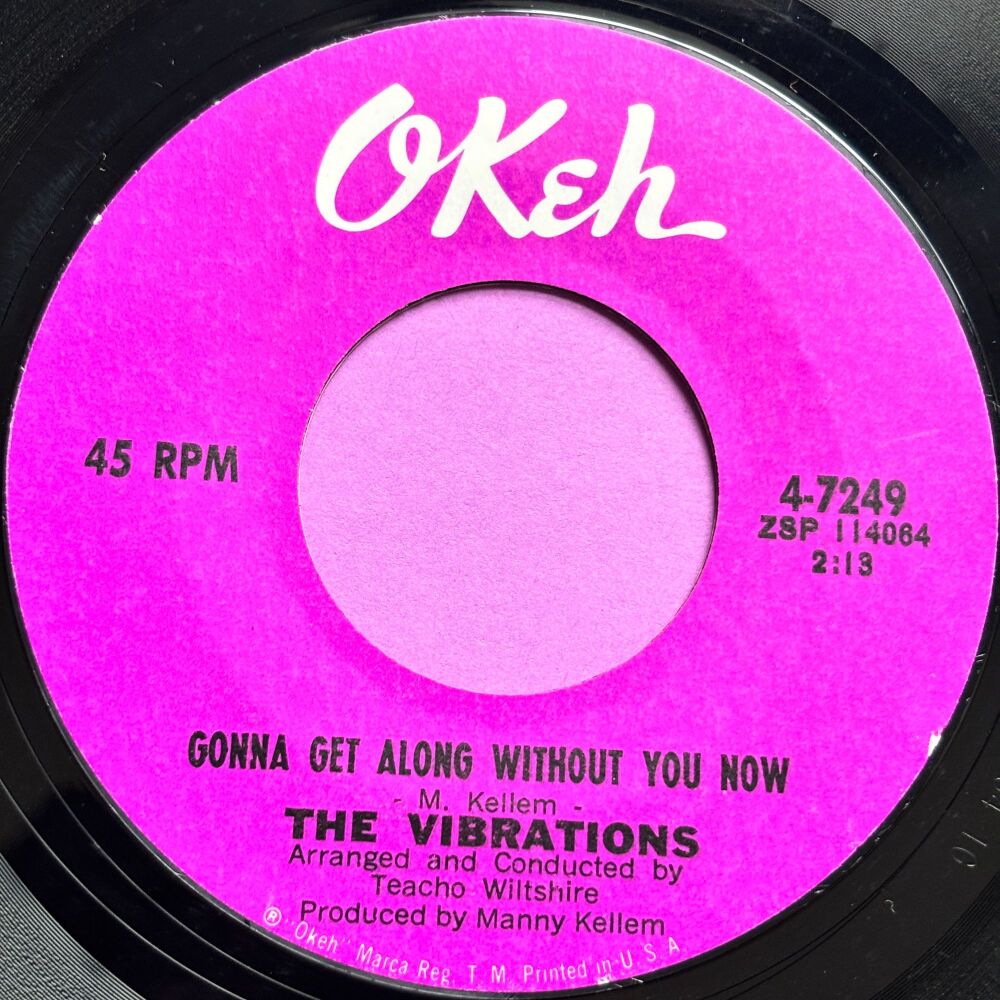 OKeh
45 RPM
4-7249
ZSP 114064
2:13
GONNA GET ALONG WITHOUT YOU NOW
- M. Kellem -
THE VIBRATIONS
Arranged and Conducted by
Teacho Wiltshire
Produced by Manny Kellem
® "Okeh" Marca Reg. T. M. Printed in U. S. A.